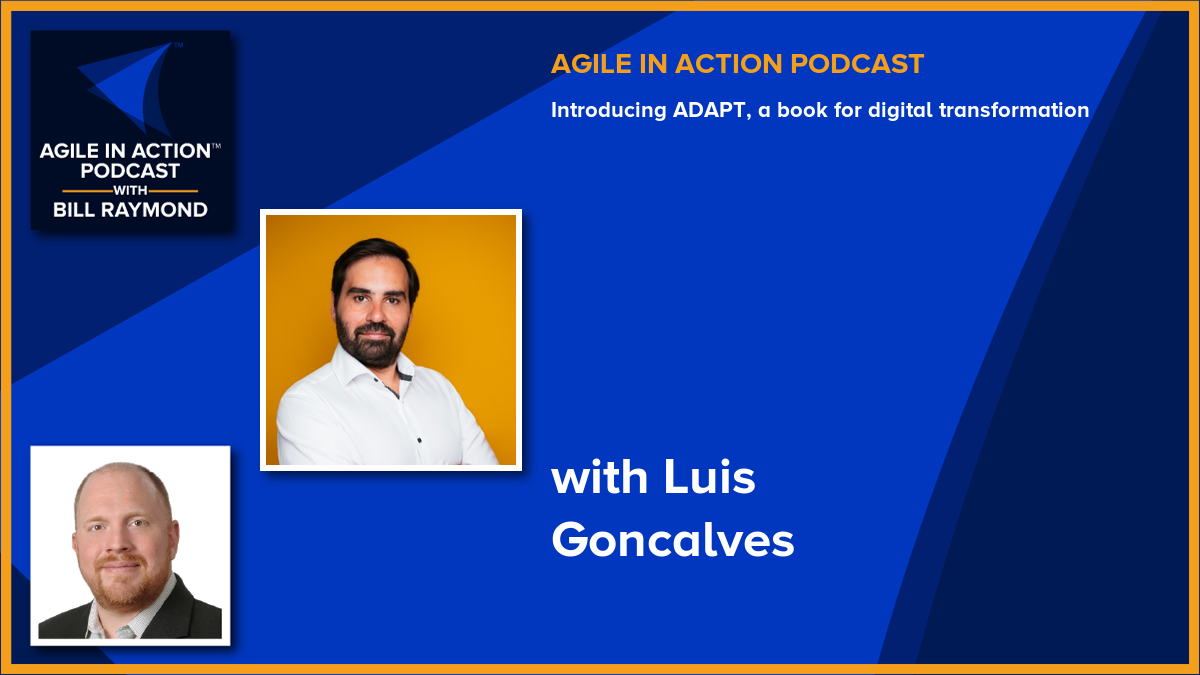 ™
AGILE IN ACTION™
PODCAST
WITH
BILL RAYMOND
AGILE IN ACTION PODCAST
Introducing ADAPT, a book for digital transformation
with Luis
Goncalves